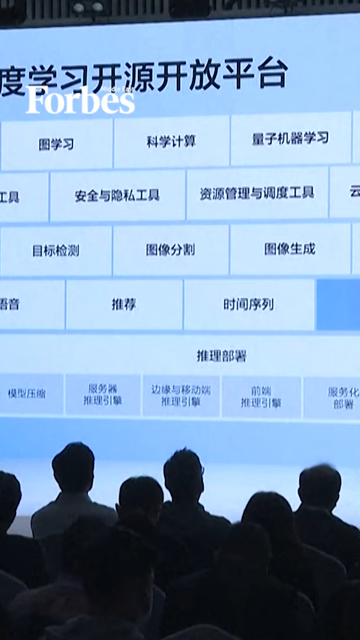 度学习开源开放平台
Forbes
图学习 科学计算 量子机器学习
工具 安全与隐私工具 资源管理与调度工具 云
目标检测 图像分割 图像生成
语音 推荐 时间序列
推理部署
模型压缩 服务器推理引擎 边缘与移动端推理引擎 前端推理引擎 服务化部署